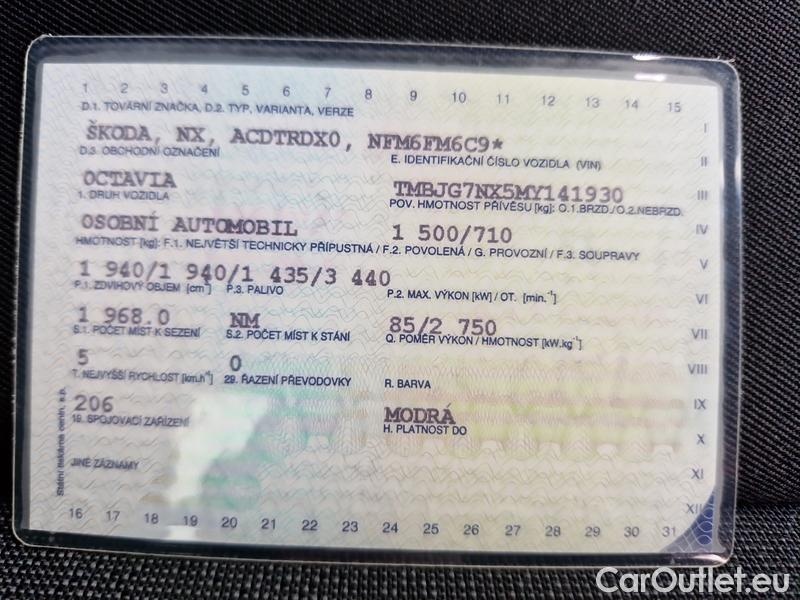 1 2 3 4 5 6 7 8 9 10 11 12 13 14 15
D.1. TOVÁRNÍ ZNAČKA, D.2. TYP, VARIANTA, VERZE
I
ŠKODA, NX, ACDTRDX0, NFM6FM6C9*
D.3. OBCHODNÍ OZNAČENÍ E. IDENTIFIKAČNÍ ČÍSLO VOZIDLA (VIN)
II
OCTAVIA TMBJG7NX5MY141930
III
1. DRUH VOZIDLA POV. HMOTNOST PŘÍVĚSU [kg]: O.1.BRZD./O.2.NEBRZD.
OSOBNÍ AUTOMOBIL 1 500/710
IV
HMOTNOST [kg]: F.1. NEJVĚTŠÍ TECHNICKY PŘÍPUSTNÁ / F.2. POVOLENÁ / G. PROVOZNÍ / F.3. SOUPRAVY
V
1 940/1 940/1 435/3 440
P.1. ZDVIHOVÝ OBJEM [cm³] P.3. PALIVO P.2. MAX. VÝKON [kW] / OT. [min.⁻¹]
VI
1 968.0 NM 85/2 750
VII
S.1. POČET MÍST K SEZENÍ S.2. POČET MÍST K STÁNÍ Q. POMĚR VÝKON / HMOTNOST [kW.kg⁻¹]
5 0
VIII
T. NEJVYŠŠÍ RYCHLOST [km.h⁻¹] 29. ŘAZENÍ PŘEVODOVKY R. BARVA
206 MODRÁ
IX
19. SPOJOVACÍ ZAŘÍZENÍ H. PLATNOST DO
X
JINÉ ZÁZNAMY
XI
XII
16 17 18 19 20 21 22 23 24 25 26 27 28 29 30 31
Státní tiskárna cenin, s.p.
CarOutlet.eu